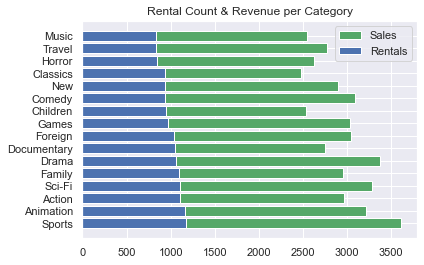 Rental Count & Revenue per Category
Sales
Rentals
Music
Travel
Horror
Classics
New
Comedy
Children
Games
Foreign
Documentary
Drama
Family
Sci-Fi
Action
Animation
Sports
0 500 1000 1500 2000 2500 3000 3500